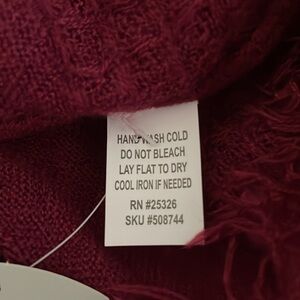 HAND WASH COLD
DO NOT BLEACH
LAY FLAT TO DRY
COOL IRON IF NEEDED
RN #25326
SKU #508744